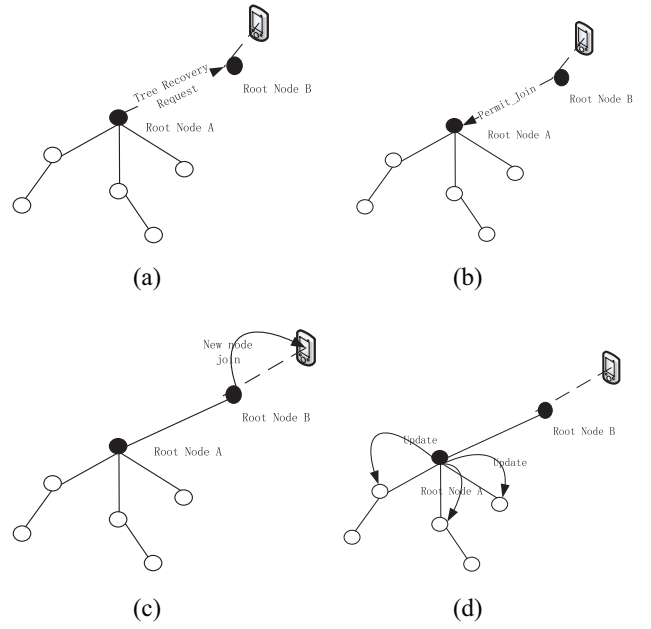 Tree Recovery
Request
Root Node B
Root Node A
(a)
Permit_Join
Root Node B
Root Node A
(b)
New node
join
Root Node B
Root Node A
(c)
Root Node B
Update
Update
Root Node A
(d)